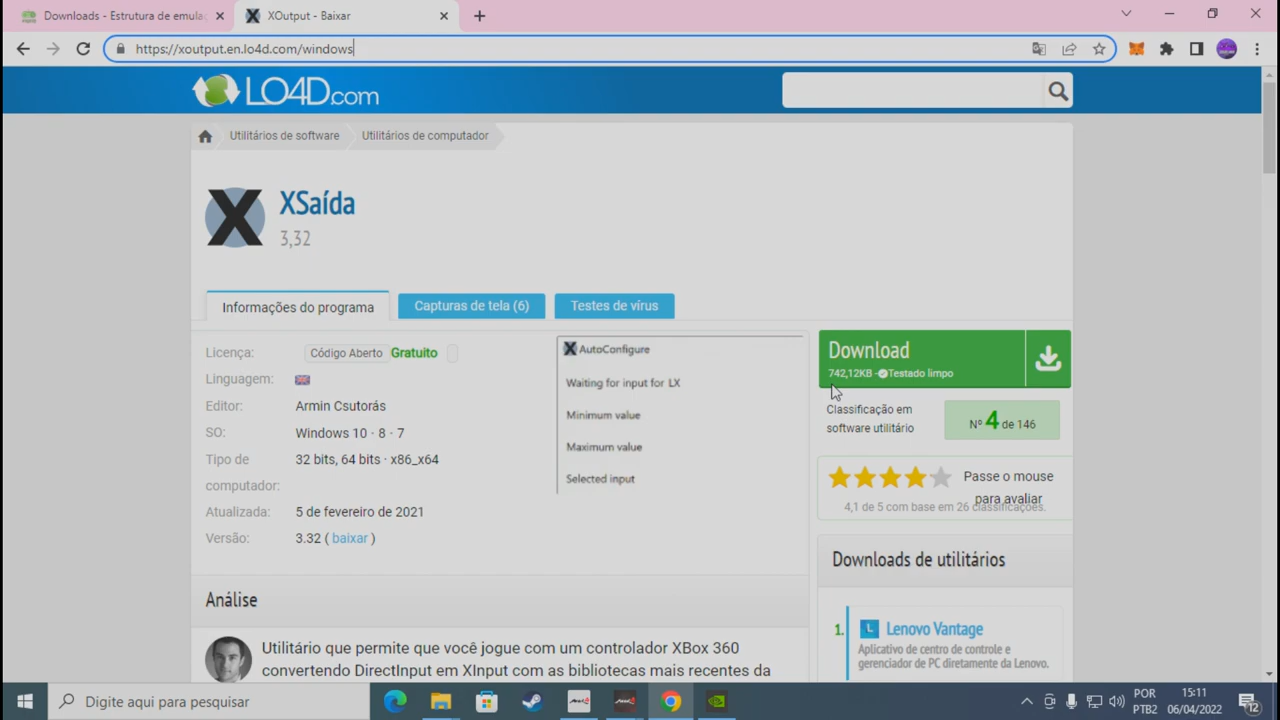 Downloads - Estrutura de emulac
XOutput - Baixar
https://xoutput.en.lo4d.com/windows
LO4D.com
Utilitários de software
Utilitários de computador
XSaída
3,32
Informações do programa
Capturas de tela (6)
Testes de vírus
Licença: Código Aberto Gratuito
Linguagem:
Editor: Armin Csutorás
SO: Windows 10 · 8 · 7
Tipo de computador: 32 bits, 64 bits · x86_x64
Atualizada: 5 de fevereiro de 2021
Versão: 3.32 ( baixar )
X AutoConfigure
Waiting for input for LX
Minimum value
Maximum value
Selected input
Download
742,12KB - Testado limpo
Classificação em
software utilitário
Nº 4 de 146
Passe o mouse
para avaliar
4,1 de 5 com base em 26 classificações.
Downloads de utilitários
1. L Lenovo Vantage
Aplicativo de centro de controle e
gerenciador de PC diretamente da Lenovo.
Análise
Utilitário que permite que você jogue com um controlador XBox 360
convertendo DirectInput em XInput com as bibliotecas mais recentes da
Digite aqui para pesquisar
POR
PTB2
15:11
06/04/2022
12